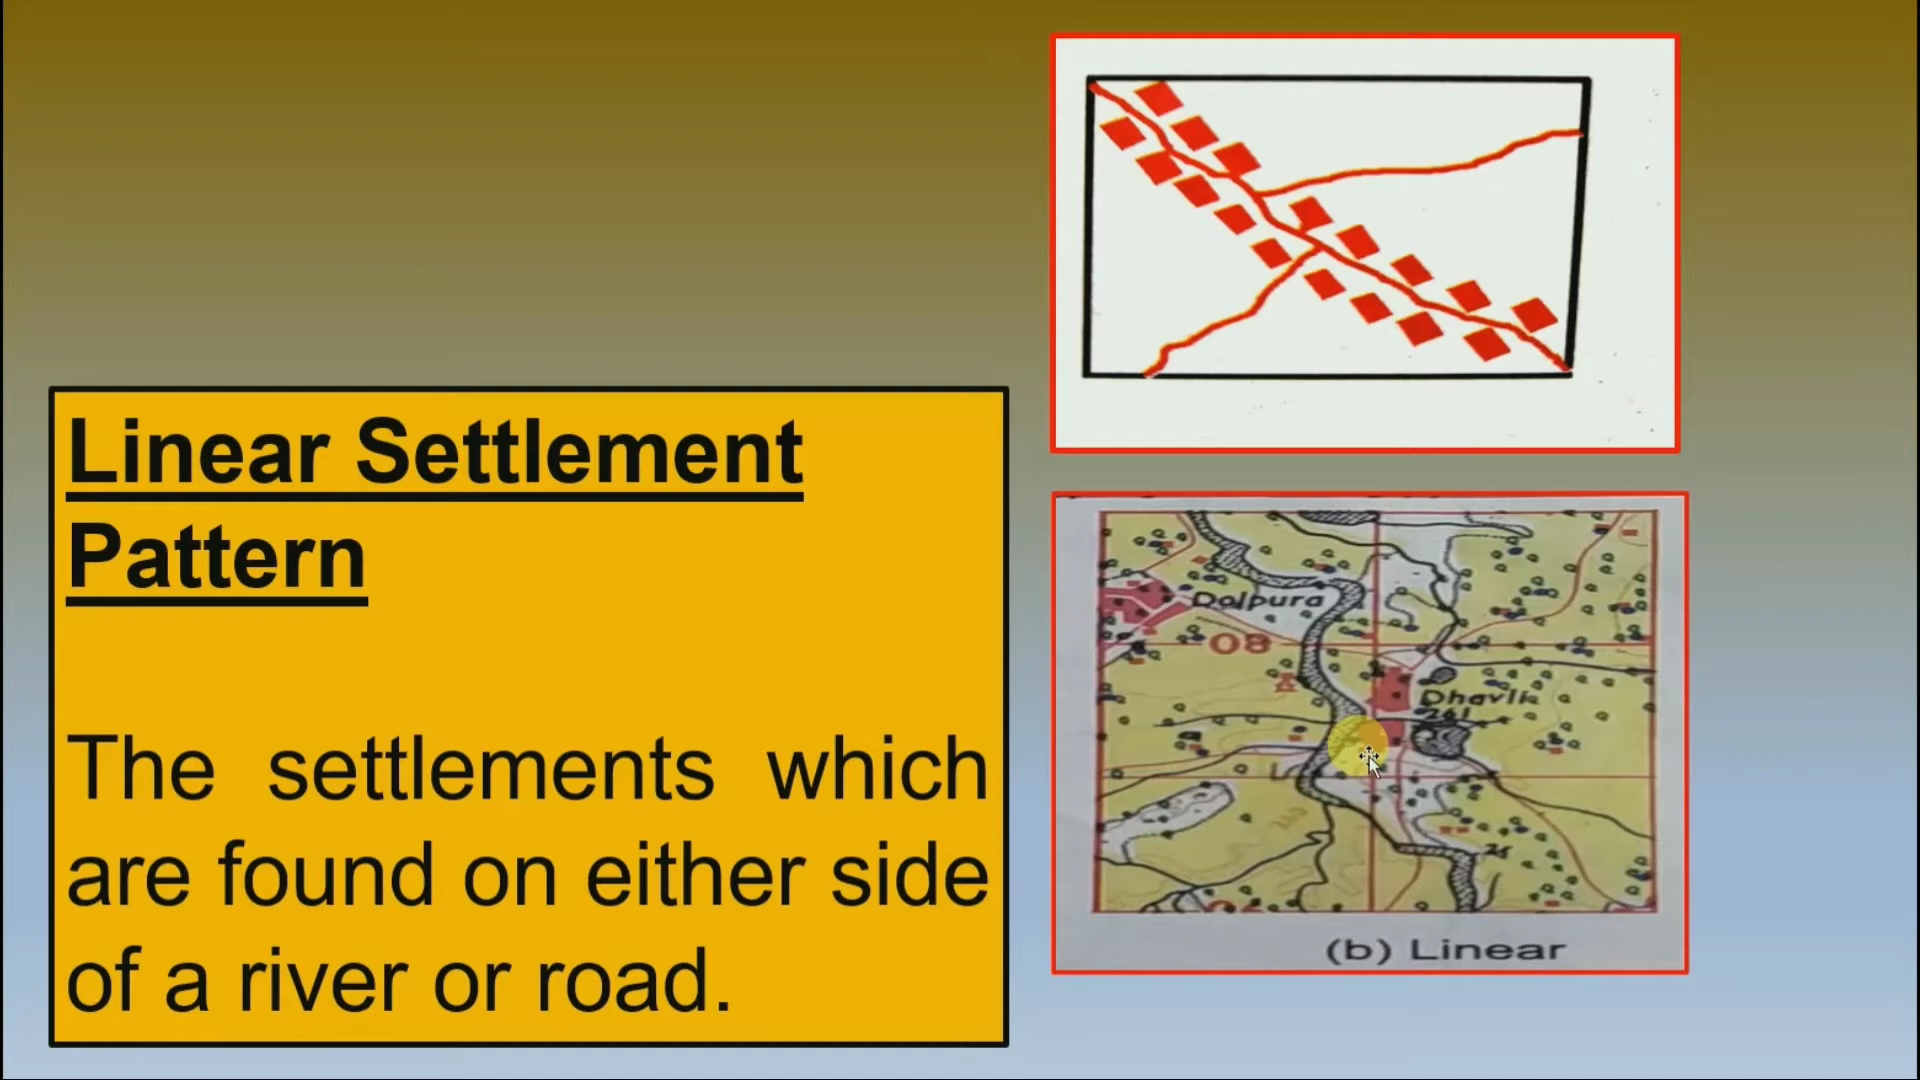 Linear Settlement
Pattern
The settlements which
are found on either side
of a river or road.
Dolpura
08
Dhavli
261
(b) Linear